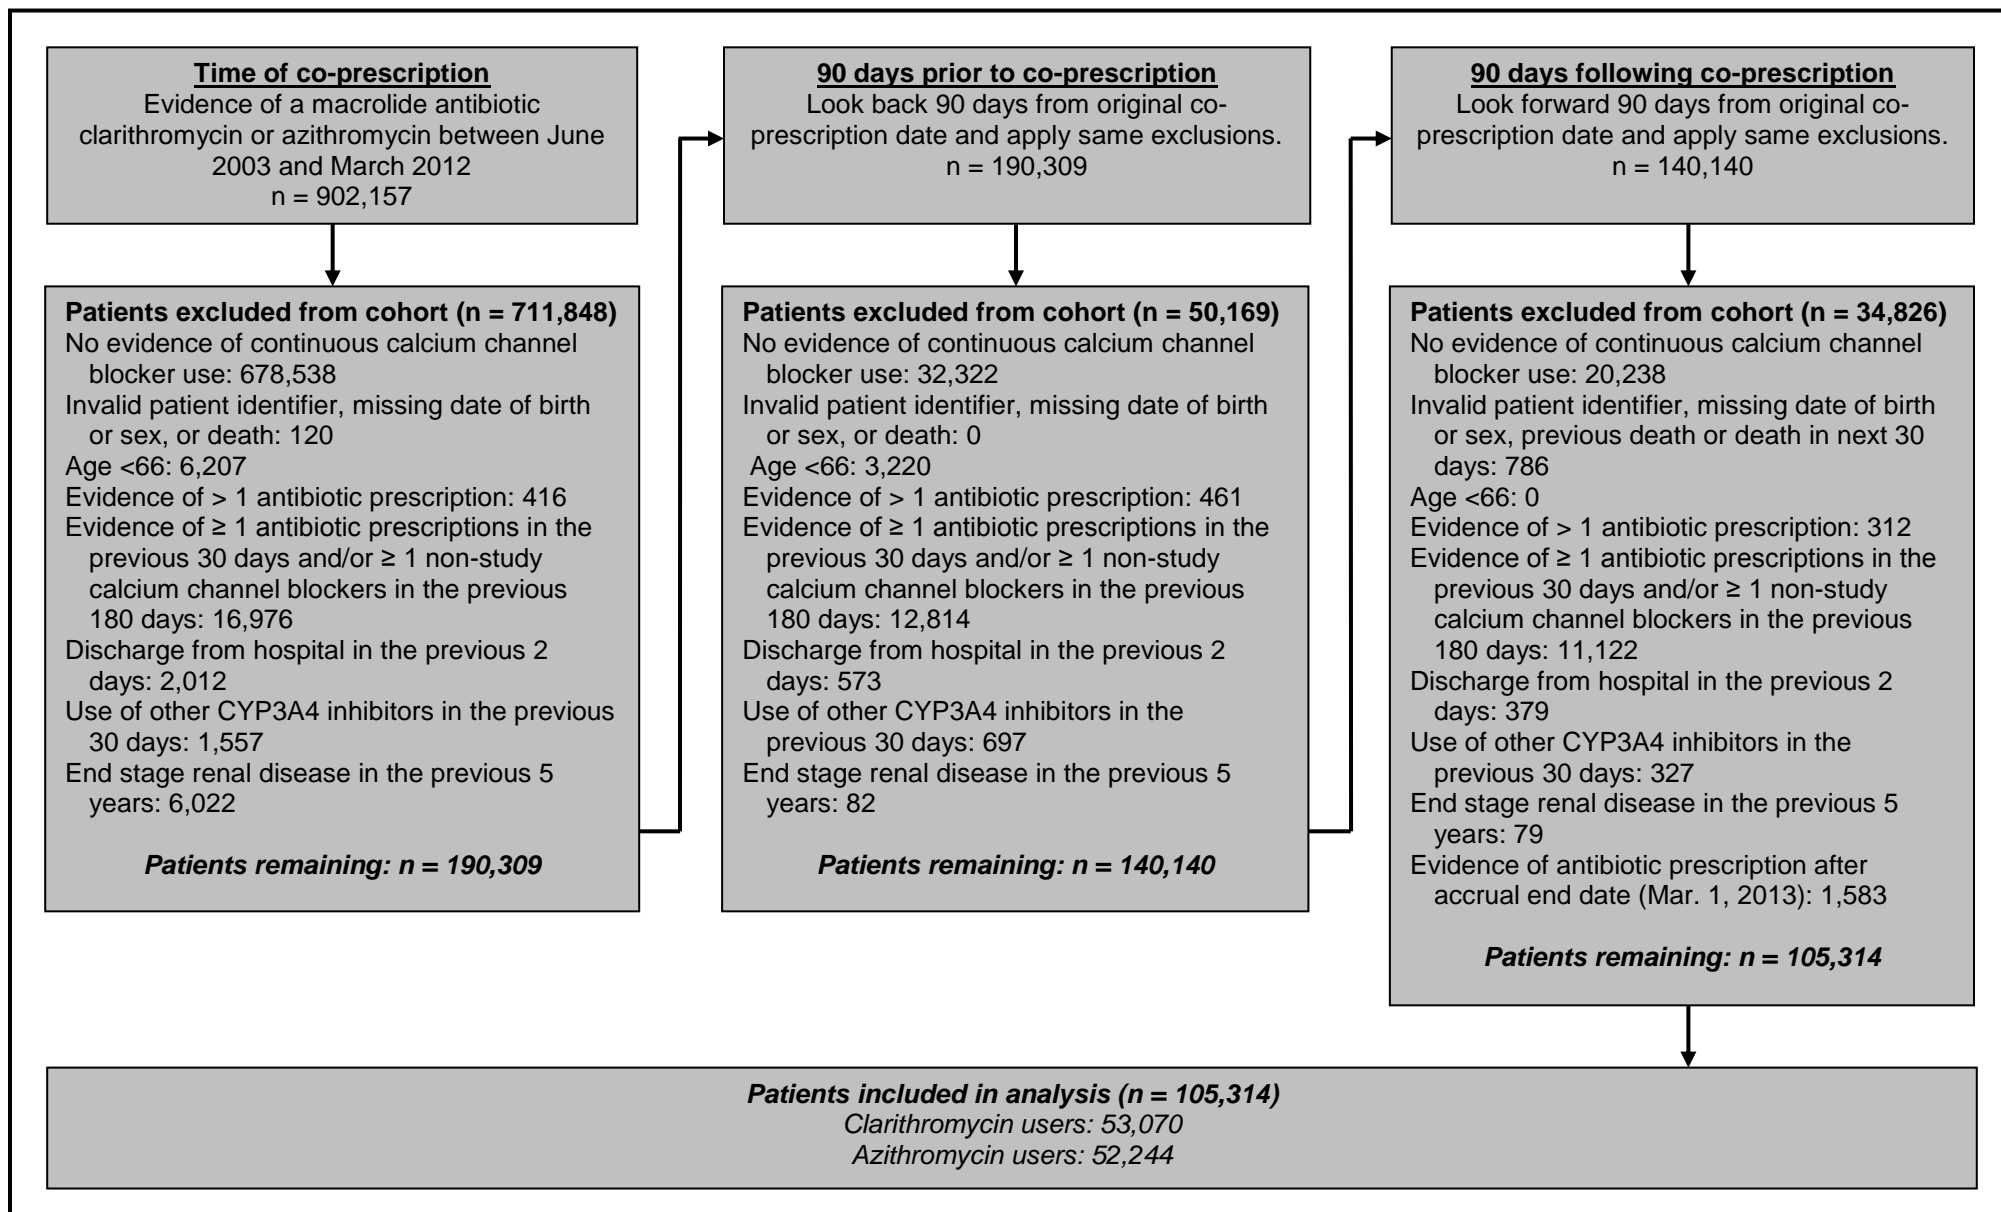 Time of co-prescription
Evidence of a macrolide antibiotic
clarithromycin or azithromycin between June
2003 and March 2012
n = 902,157
Patients excluded from cohort (n = 711,848)
No evidence of continuous calcium channel
blocker use: 678,538
Invalid patient identifier, missing date of birth
or sex, or death: 120
Age <66: 6,207
Evidence of > 1 antibiotic prescription: 416
Evidence of ≥ 1 antibiotic prescriptions in the
previous 30 days and/or ≥ 1 non-study
calcium channel blockers in the previous
180 days: 16,976
Discharge from hospital in the previous 2
days: 2,012
Use of other CYP3A4 inhibitors in the previous
30 days: 1,557
End stage renal disease in the previous 5
years: 6,022
Patients remaining: n = 190,309
90 days prior to co-prescription
Look back 90 days from original co-
prescription date and apply same exclusions.
n = 190,309
Patients excluded from cohort (n = 50,169)
No evidence of continuous calcium channel
blocker use: 32,322
Invalid patient identifier, missing date of birth
or sex, or death: 0
Age <66: 3,220
Evidence of > 1 antibiotic prescription: 461
Evidence of ≥ 1 antibiotic prescriptions in the
previous 30 days and/or ≥ 1 non-study
calcium channel blockers in the previous
180 days: 12,814
Discharge from hospital in the previous 2
days: 573
Use of other CYP3A4 inhibitors in the
previous 30 days: 697
End stage renal disease in the previous 5
years: 82
Patients remaining: n = 140,140
90 days following co-prescription
Look forward 90 days from original co-
prescription date and apply same exclusions.
n = 140,140
Patients excluded from cohort (n = 34,826)
No evidence of continuous calcium channel
blocker use: 20,238
Invalid patient identifier, missing date of birth
or sex, previous death or death in next 30
days: 786
Age <66: 0
Evidence of > 1 antibiotic prescription: 312
Evidence of ≥ 1 antibiotic prescriptions in the
previous 30 days and/or ≥ 1 non-study
calcium channel blockers in the previous
180 days: 11,122
Discharge from hospital in the previous 2
days: 379
Use of other CYP3A4 inhibitors in the
previous 30 days: 327
End stage renal disease in the previous 5
years: 79
Evidence of antibiotic prescription after
accrual end date (Mar. 1, 2013): 1,583
Patients remaining: n = 105,314
Patients included in analysis (n = 105,314)
Clarithromycin users: 53,070
Azithromycin users: 52,244